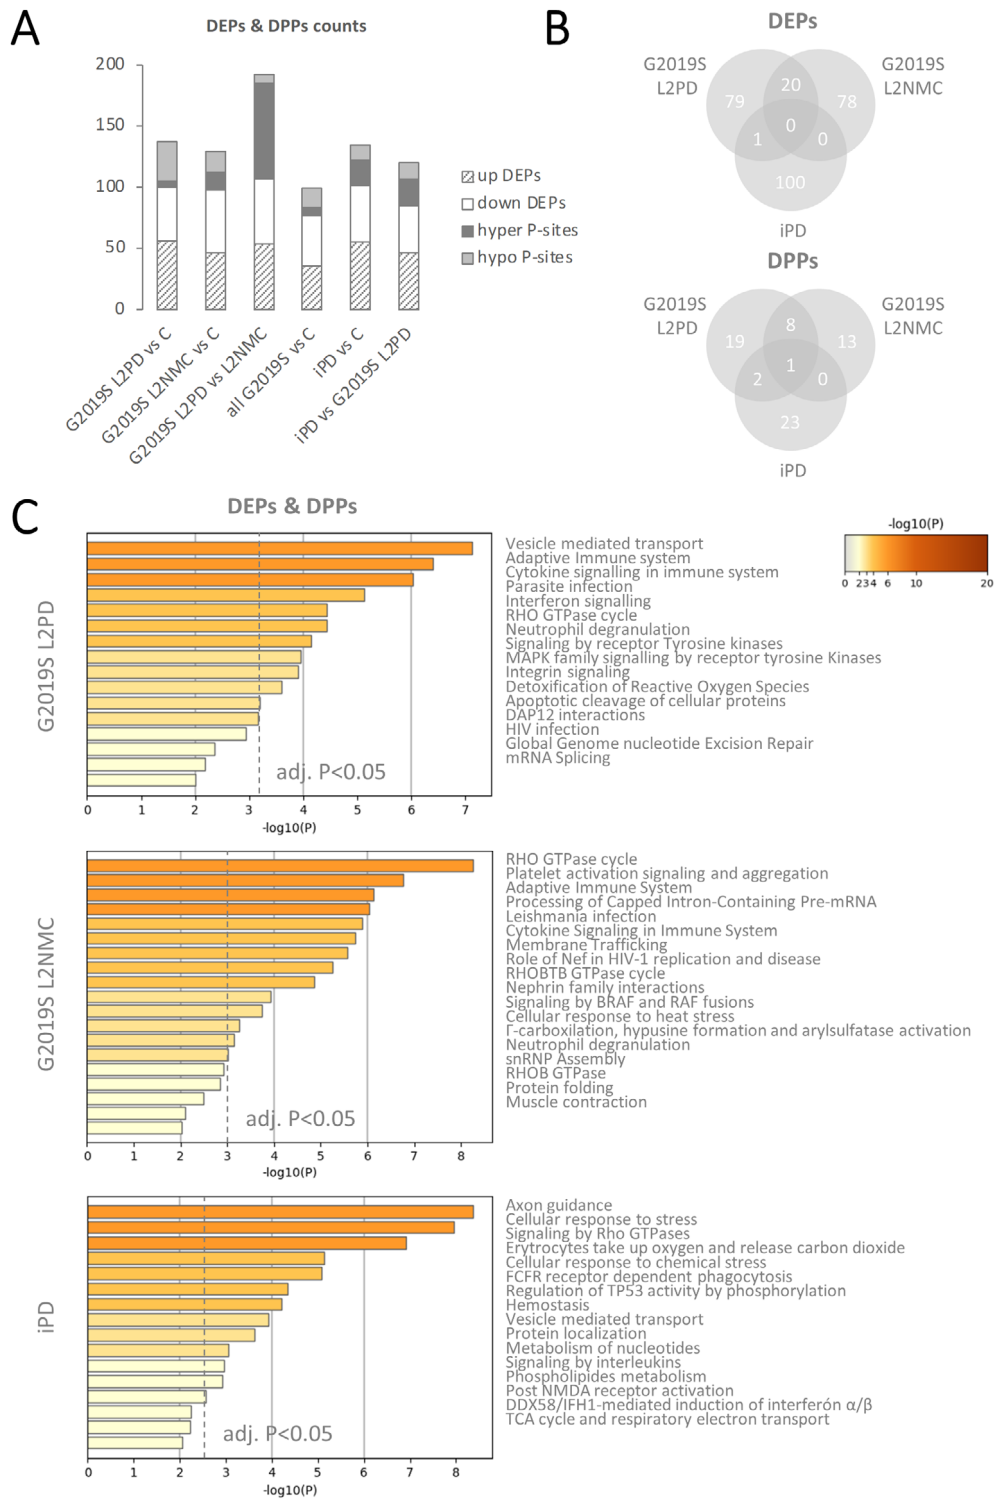 A
DEPs & DPPs counts
200
150
100
50
0
G2019S L2PD vs C
G2019S L2NMC vs C
G2019S L2PD vs L2NMC
all G2019S vs C
iPD vs C
iPD vs G2019S L2PD
up DEPs
down DEPs
hyper P-sites
hypo P-sites
B
DEPs
G2019S
L2PD
G2019S
L2NMC
79
20
78
0
1
0
100
iPD
DPPs
G2019S
L2PD
G2019S
L2NMC
19
8
13
1
2
0
23
iPD
C
DEPs & DPPs
-log10(P)
0 2 3 4 6 10 20
G2019S L2PD
Vesicle mediated transport
Adaptive Immune system
Cytokine signalling in immune system
Parasite infection
Interferon signalling
RHO GTPase cycle
Neutrophil degranulation
Signaling by receptor Tyrosine kinases
MAPK family signalling by receptor tyrosine Kinases
Integrin signaling
Detoxification of Reactive Oxygen Species
Apoptotic cleavage of cellular proteins
DAP12 interactions
HIV infection
Global Genome nucleotide Excision Repair
mRNA Splicing
adj. P<0.05
0 1 2 3 4 5 6 7
-log10(P)
G2019S L2NMC
RHO GTPase cycle
Platelet activation signaling and aggregation
Adaptive Immune System
Processing of Capped Intron-Containing Pre-mRNA
Leishmania infection
Cytokine Signaling in Immune System
Membrane Trafficking
Role of Nef in HIV-1 replication and disease
RHOBTB GTPase cycle
Nephrin family interactions
Signaling by BRAF and RAF fusions
Cellular response to heat stress
Γ-carboxilation, hypusine formation and arylsulfatase activation
Neutrophil degranulation
snRNP Assembly
RHOB GTPase
Protein folding
Muscle contraction
adj. P<0.05
0 1 2 3 4 5 6 7 8
-log10(P)
iPD
Axon guidance
Cellular response to stress
Signaling by Rho GTPases
Erytrocytes take up oxygen and release carbon dioxide
Cellular response to chemical stress
FCFR receptor dependent phagocytosis
Regulation of TP53 activity by phosphorylation
Hemostasis
Vesicle mediated transport
Protein localization
Metabolism of nucleotides
Signaling by interleukins
Phospholipides metabolism
Post NMDA receptor activation
DDX58/IFH1-mediated induction of interferón α/β
TCA cycle and respiratory electron transport
adj. P<0.05
0 1 2 3 4 5 6 7 8
-log10(P)